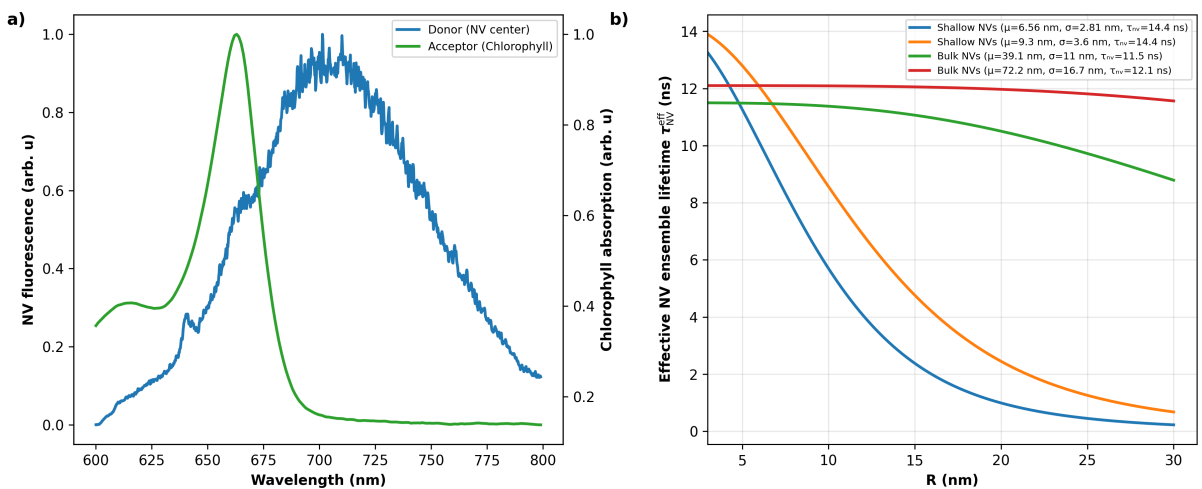 a)
Donor (NV center)
Acceptor (Chlorophyll)
NV fluorescence (arb. u)
1.0
0.8
0.6
0.4
0.2
0.0
600 625 650 675 700 725 750 775 800
Wavelength (nm)
1.0
0.8
0.6
0.4
0.2
Chlorophyll absorption (arb. u)
b)
Shallow NVs (μ=6.56 nm, σ=2.81 nm, τₙᵥ=14.4 ns)
Shallow NVs (μ=9.3 nm, σ=3.6 nm, τₙᵥ=14.4 ns)
Bulk NVs (μ=39.1 nm, σ=11 nm, τₙᵥ=11.5 ns)
Bulk NVs (μ=72.2 nm, σ=16.7 nm, τₙᵥ=12.1 ns)
Effective NV ensemble lifetime τ_NV^eff (ns)
14
12
10
8
6
4
2
0
5 10 15 20 25 30
R (nm)